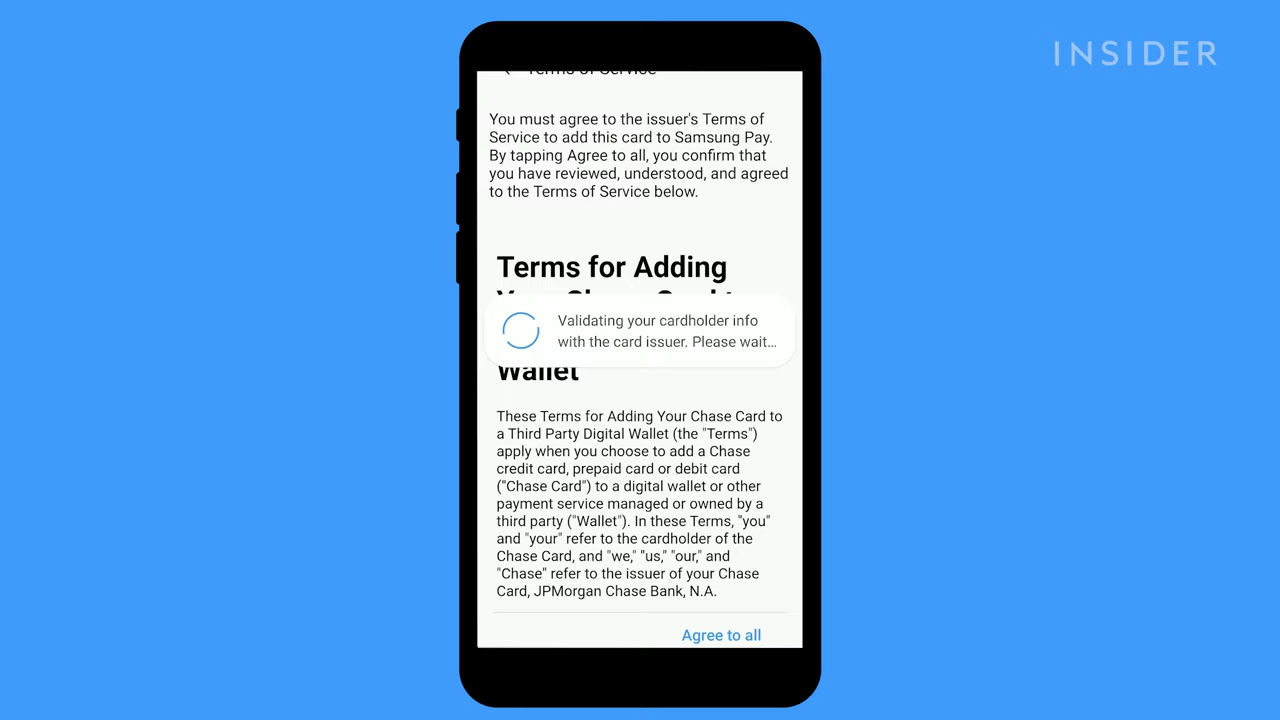 INSIDER
Terms of Service
You must agree to the issuer's Terms of
Service to add this card to Samsung Pay.
By tapping Agree to all, you confirm that
you have reviewed, understood, and agreed
to the Terms of Service below.
Terms for Adding
Validating your cardholder info
with the card issuer. Please wait...
Wallet
These Terms for Adding Your Chase Card to
a Third Party Digital Wallet (the "Terms")
apply when you choose to add a Chase
credit card, prepaid card or debit card
("Chase Card") to a digital wallet or other
payment service managed or owned by a
third party ("Wallet"). In these Terms, "you"
and "your" refer to the cardholder of the
Chase Card, and "we," "us," "our," and
"Chase" refer to the issuer of your Chase
Card, JPMorgan Chase Bank, N.A.
Agree to all